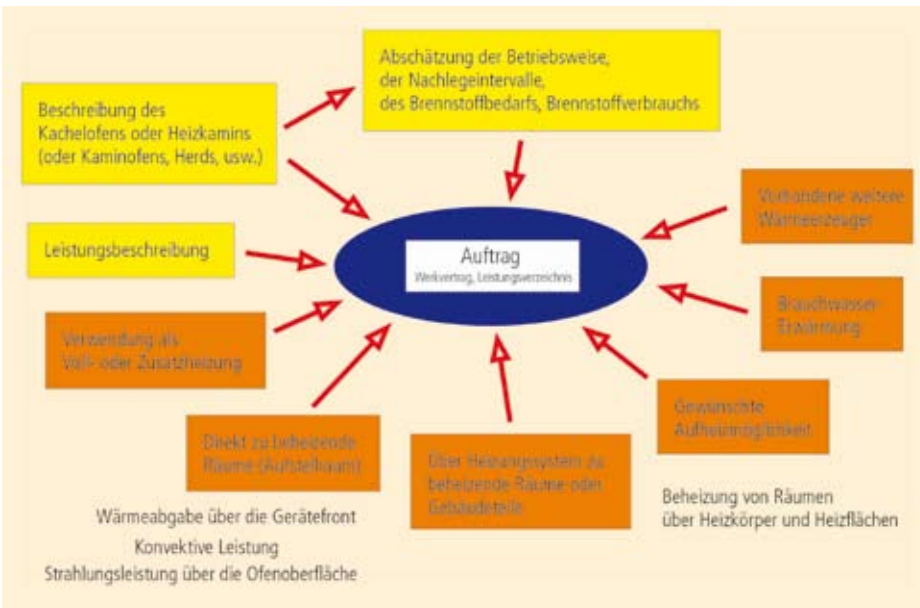 Abschätzung der Betriebsweise,
der Nachlegeintervalle,
des Brennstoffbedarfs, Brennstoffverbrauchs
Beschreibung des
Kachelofens oder Heizkamins
(oder Kaminofens, Herds, usw.)
Vorhandene weitere
Wärmeerzeuger
Leistungsbeschreibung
Auftrag
Werkvertrag, Leistungsverzeichnis
Brauchwasser-
Erwärmung
Verwendung als
Voll- oder Zusatzheizung
Gewünschte
Aufheizmöglichkeit
Direkt zu beheizende
Räume (Aufstellraum)
Über Heizungssystem zu
beheizende Räume oder
Gebäudeteile
Beheizung von Räumen
über Heizkörper und Heizflächen
Wärmeabgabe über die Gerätefront
Konvektive Leistung
Strahlungsleistung über die Ofenoberfläche